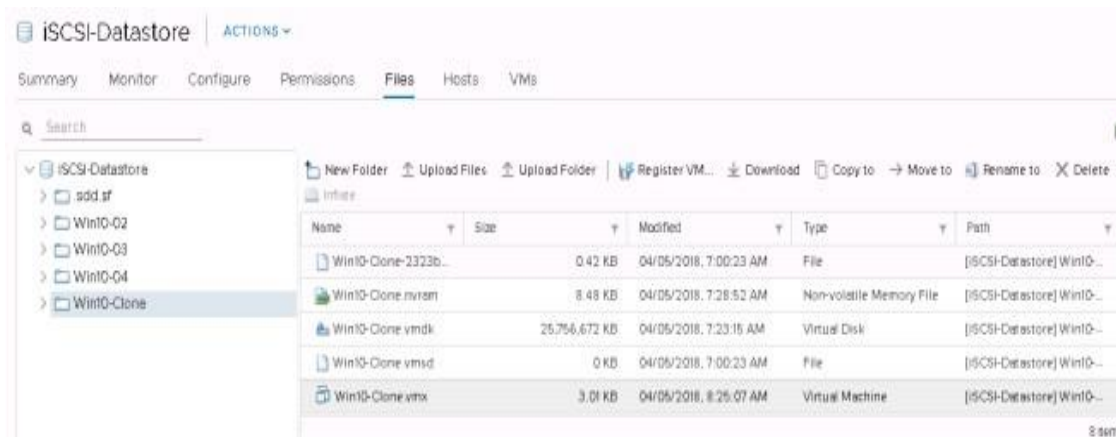 iSCSI-Datastore ACTIONS
Summary Monitor Configure Permissions Files Hosts VMs
Search
iSCSI-Datastore
.sdd.sf
Win10-02
Win10-03
Win10-04
Win10-Clone
New Folder Upload Files Upload Folder Register VM... Download Copy to Move to Rename to Delete
Inflate
Name Size Modified Type Path
Win10-Clone-2323b... 0.42 KB 04/05/2018, 7:00:23 AM File [iSCSI-Datastore] Win10-...
Win10-Clone.nvram 8.48 KB 04/05/2018, 7:28:52 AM Non-volatile Memory File [iSCSI-Datastore] Win10-...
Win10-Clone.vmdk 25,756,672 KB 04/05/2018, 7:23:15 AM Virtual Disk [iSCSI-Datastore] Win10-...
Win10-Clone.vmsd 0 KB 04/05/2018, 7:00:23 AM File [iSCSI-Datastore] Win10-...
Win10-Clone.vmx 3.01 KB 04/05/2018, 8:25:07 AM Virtual Machine [iSCSI-Datastore] Win10-...